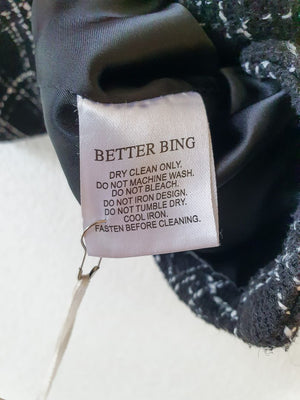 BETTER BING
DRY CLEAN ONLY.
DO NOT MACHINE WASH.
DO NOT BLEACH.
DO NOT IRON DESIGN.
DO NOT TUMBLE DRY.
COOL IRON.
FASTEN BEFORE CLEANING.